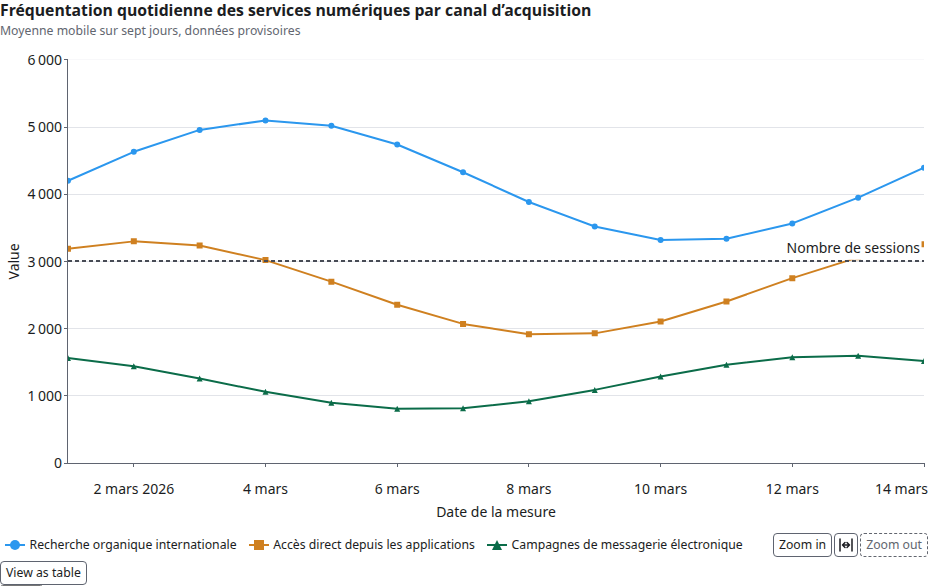 Fréquentation quotidienne des services numériques par canal d’acquisition
Moyenne mobile sur sept jours, données provisoires
6 000
5 000
4 000
3 000
2 000
1 000
0
Value
Nombre de sessions
2 mars 2026
4 mars
6 mars
8 mars
10 mars
12 mars
14 mars
Date de la mesure
Recherche organique internationale
Accès direct depuis les applications
Campagnes de messagerie électronique
Zoom in
Zoom out
View as table